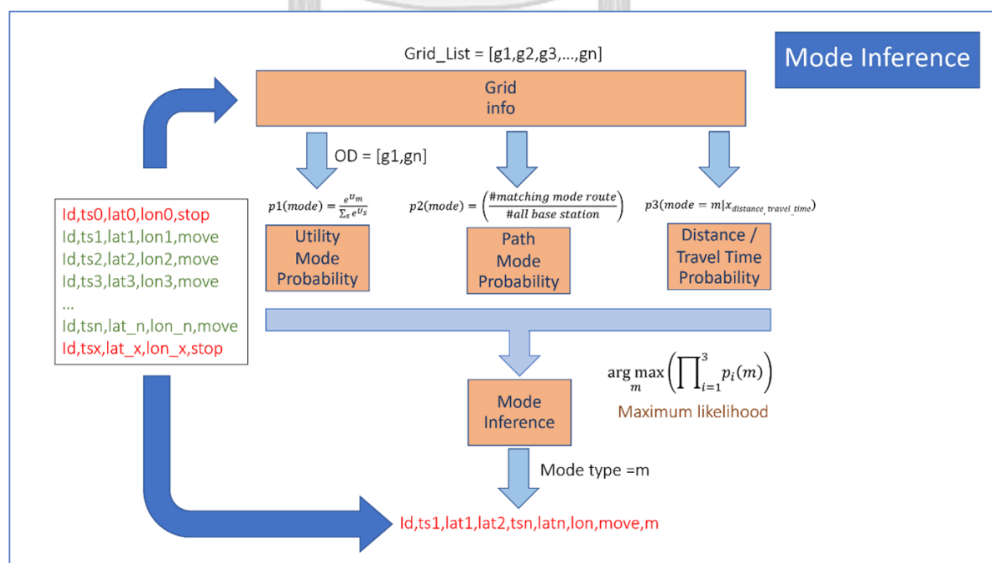 Grid_List = [g1,g2,g3,...,gn]
Mode Inference
Grid
info
OD = [g1,gn]
Id,ts0,lat0,lon0,stop
Id,ts1,lat1,lon1,move
Id,ts2,lat2,lon2,move
Id,ts3,lat3,lon3,move
...
Id,tsn,lat_n,lon_n,move
Id,tsx,lat_x,lon_x,stop
p1(mode) = e^{U_m} / ∑_s e^{U_s}
p2(mode) = (#matching mode route / #all base station)
p3(mode = m|x_{distance,travel_time})
Utility
Mode
Probability
Path
Mode
Probability
Distance /
Travel Time
Probability
arg max_m (∏_{i=1}^{3} p_i(m))
Maximum likelihood
Mode
Inference
Mode type =m
Id,ts1,lat1,lat2,tsn,latn,lon,move,m